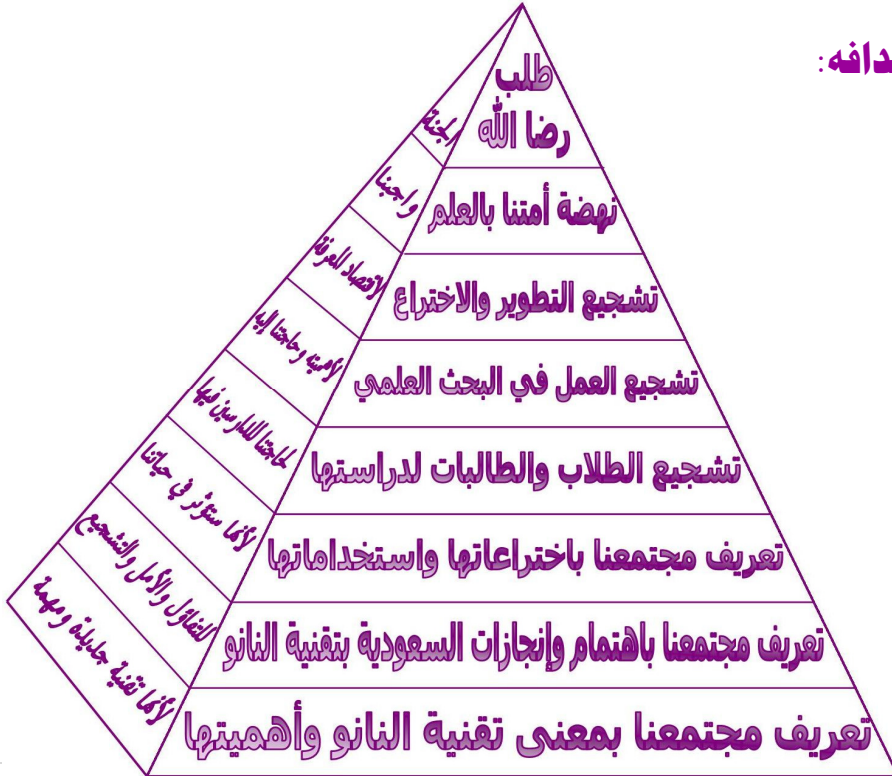 دافه:
طلب
رضا الله
الجنة
نهضة أمتنا بالعلم
واجبنا
تشجيع التطوير والاختراع
لاقتصاد المعرفة
تشجيع العمل في البحث العلمي
لأهميته وحاجتنا إليه
تشجيع الطلاب والطالبات لدراستها
لحاجتنا للدارسين فيها
تعريف مجتمعنا باختراعاتها واستخداماتها
لأنها ستؤثر في حياتنا
تعريف مجتمعنا باهتمام وإنجازات السعودية بتقنية النانو
للتفاؤل والأمل والتشجيع
تعريف مجتمعنا بمعنى تقنية النانو وأهميتها
لأنها تقنية جديدة ومهمة